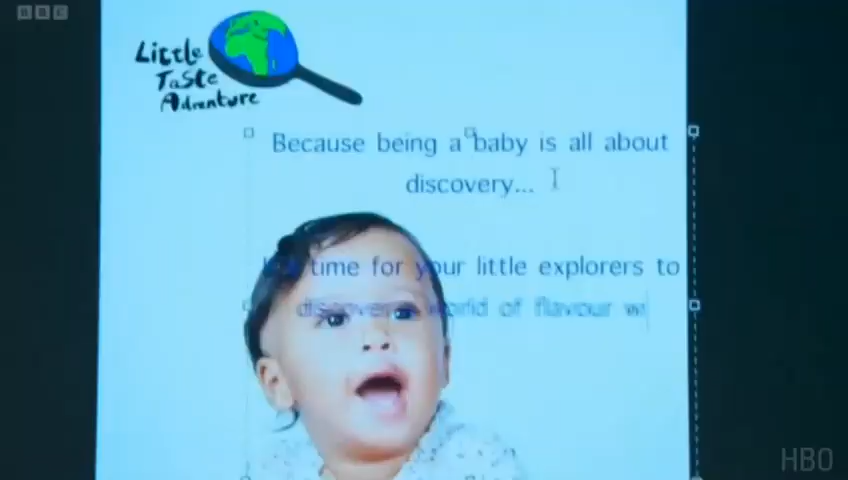 BBC
Little
Taste
Adventure
Because being a baby is all about
discovery...
time for your little explorers to
discover world of flavour w
HBO